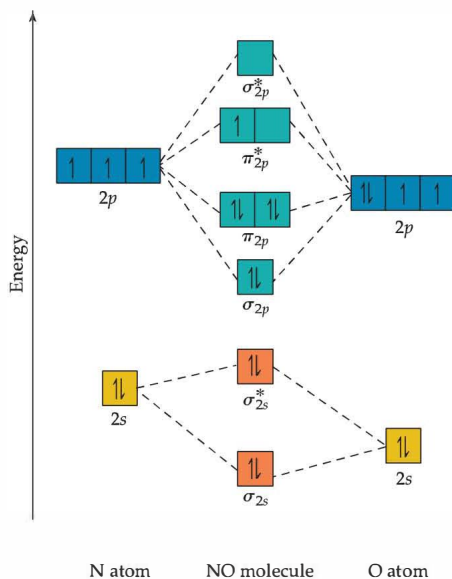 Energy
σ*2p
π*2p
2p
π2p
2p
σ2p
σ*2s
2s
σ2s
2s
N atom NO molecule O atom